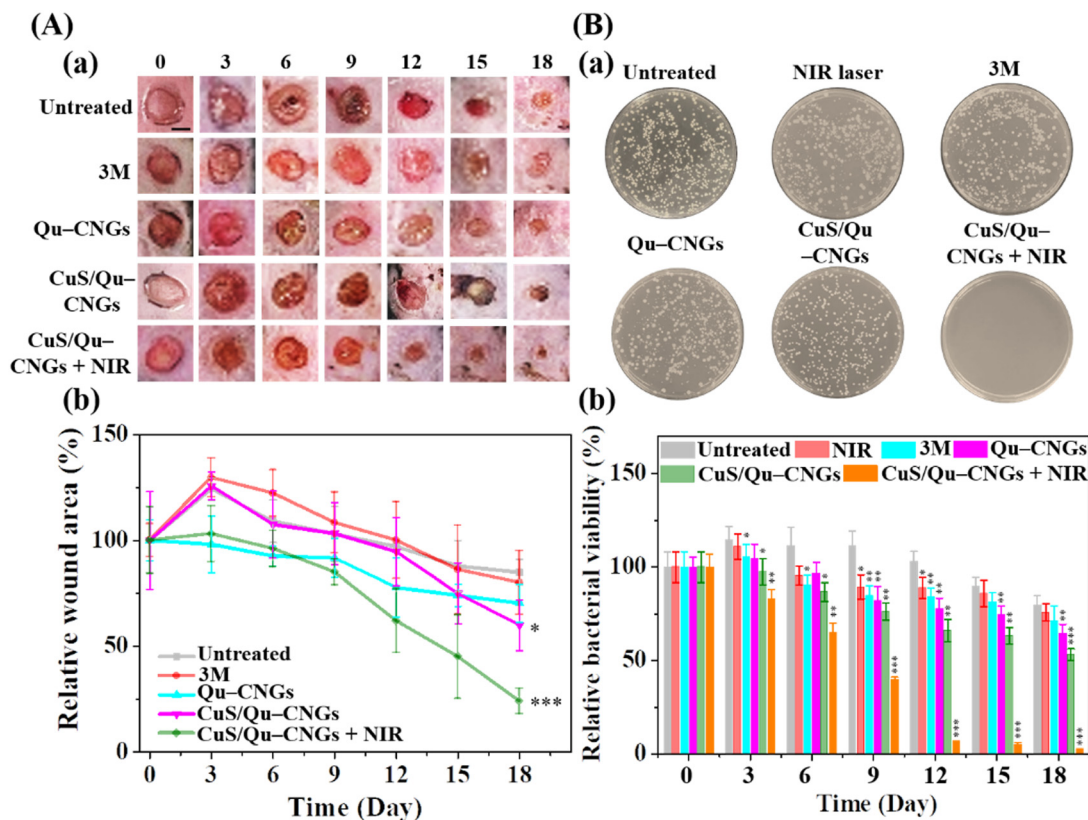 (A)
(a)
0 3 6 9 12 15 18
Untreated
3M
Qu–CNGs
CuS/Qu–
CNGs
CuS/Qu–
CNGs + NIR
(b)
150
100
50
0
Relative wound area (%)
Untreated
3M
Qu–CNGs
CuS/Qu–CNGs
CuS/Qu–CNGs + NIR
*
***
0 3 6 9 12 15 18
Time (Day)
(B)
(a)
Untreated NIR laser 3M
Qu–CNGs
CuS/Qu
–CNGs
CuS/Qu–
CNGs + NIR
(b)
150
100
50
0
Relative bacterial viability (%)
Untreated NIR 3M Qu–CNGs
CuS/Qu–CNGs CuS/Qu–CNGs + NIR
* * **
* ** **
* ** ** ** ***
* ** ** ** ***
** ** ***
** *** ***
0 3 6 9 12 15 18
Time (Day)